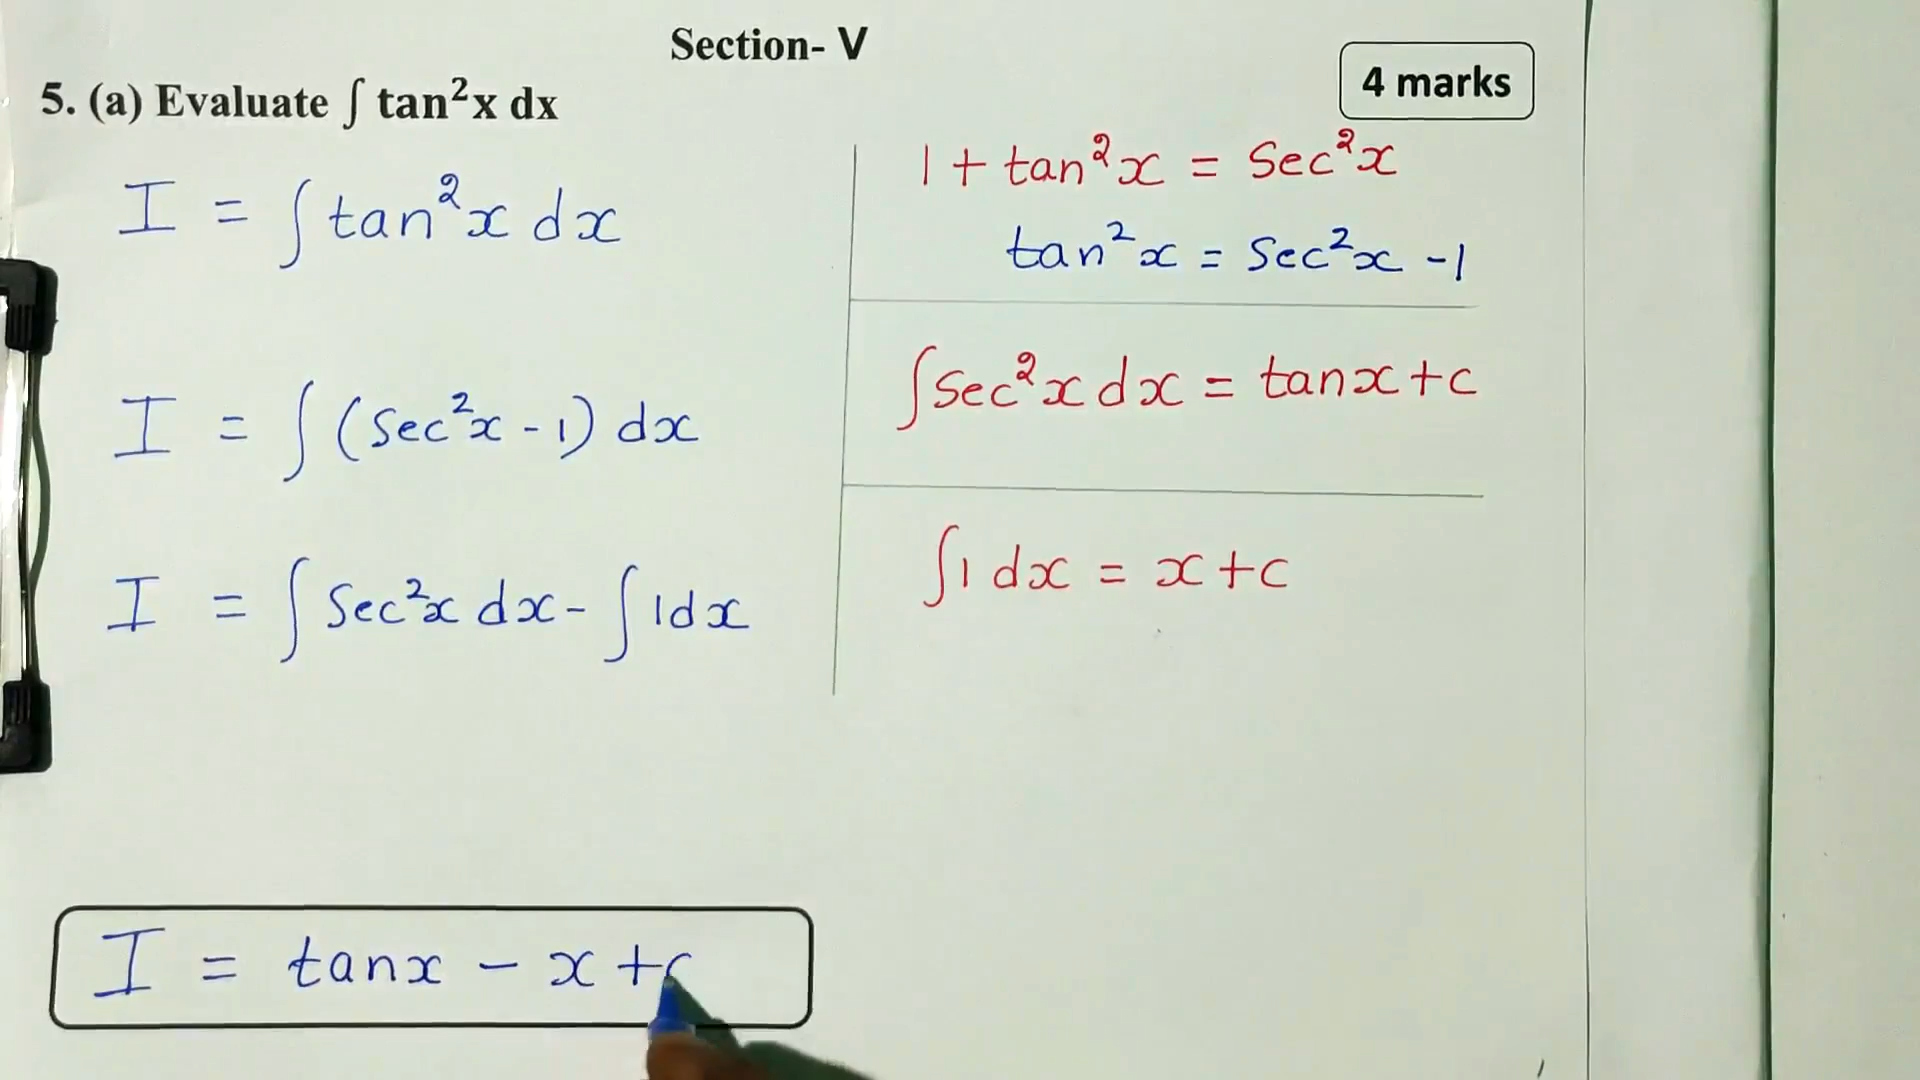 Section- V
4 marks
5. (a) Evaluate ∫ tan²x dx
I = ∫ tan²x dx
I = ∫ (Sec²x - 1) dx
I = ∫ Sec²x dx - ∫ 1dx
I = tanx - x + c
1 + tan²x = Sec²x
tan²x = Sec²x - 1
∫ Sec²x dx = tanx + c
∫ 1 dx = x + c